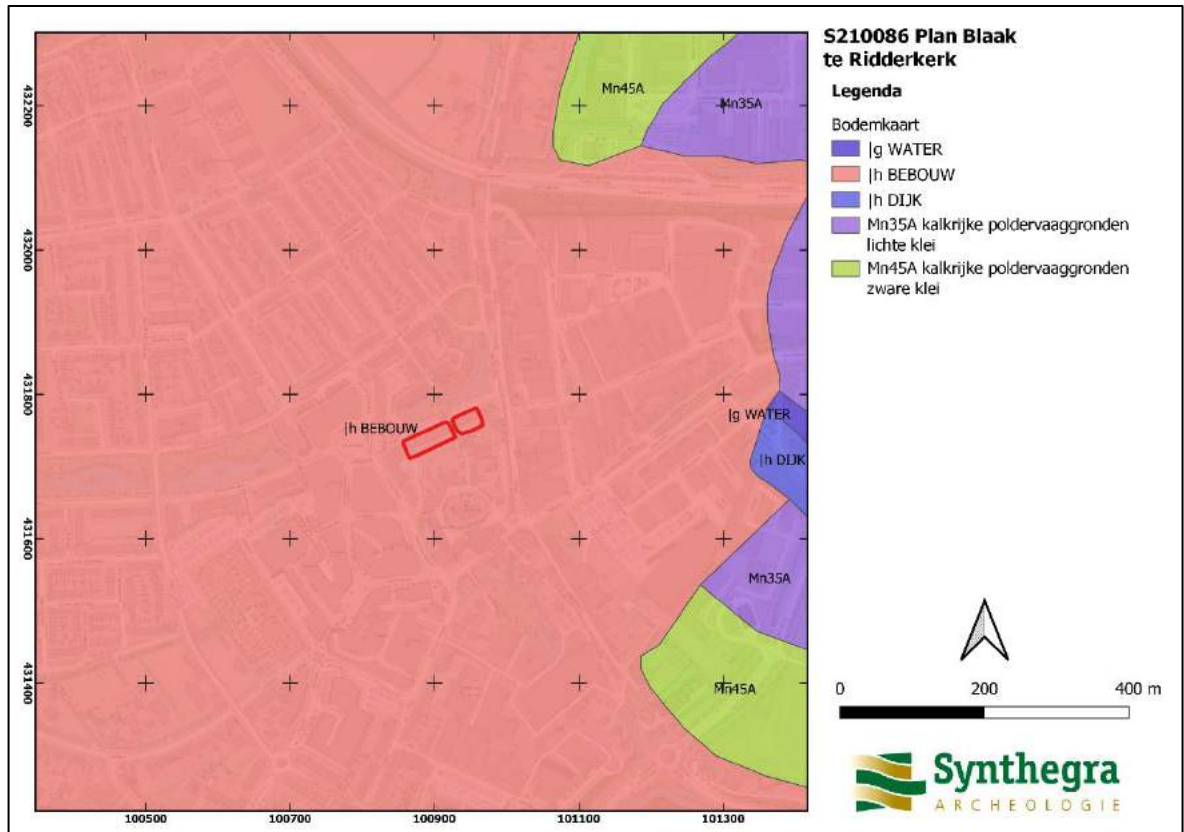 S210086 Plan Blaak
te Ridderkerk
Legenda
Bodemkaart
|g WATER
|h BEBOUW
|h DIJK
Mn35A kalkrijke poldervaaggronden
lichte klei
Mn45A kalkrijke poldervaaggronden
zware klei
Mn45A
Mn35A
|h BEBOUW
|g WATER
|h DIJK
Mn35A
Mn45A
432200
432000
431800
431600
431400
100500
100700
100900
101100
101300
0
200
400 m
Synthegra
ARCHEOLOGIE